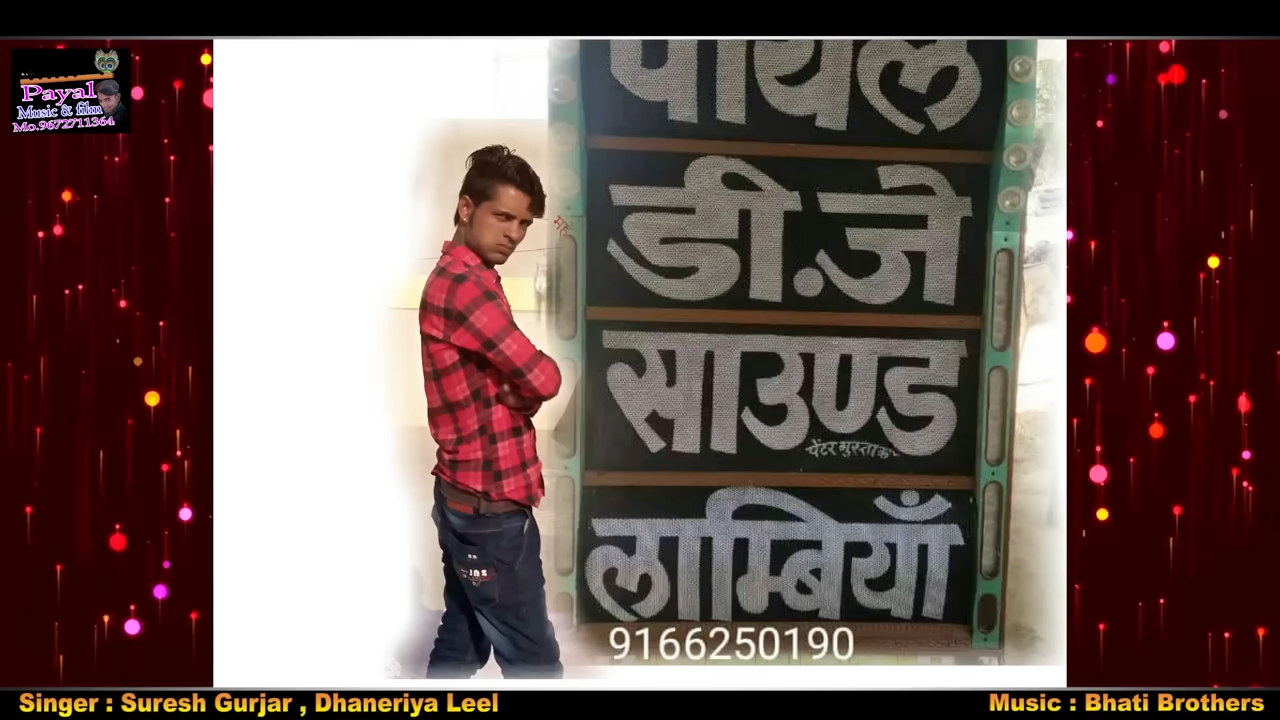 Payal
Music & film
Mo.9672711364
पायल
डी.जे
साउण्ड
लाम्बियाँ
9166250190
Singer : Suresh Gurjar , Dhaneriya Leel
Music : Bhati Brothers